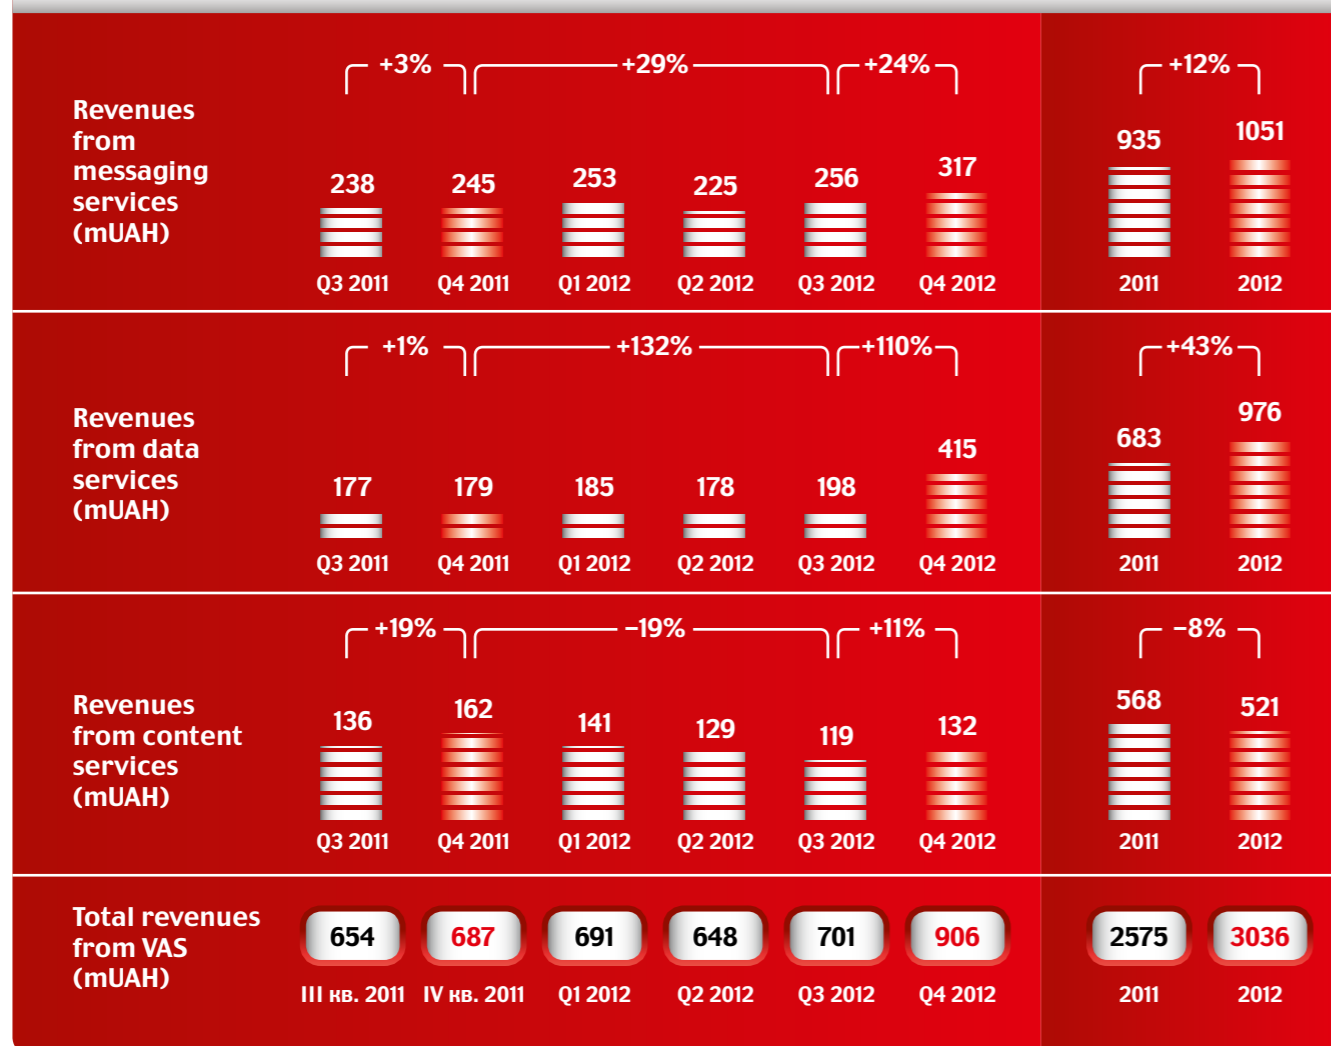 +3% +29% +24% +12%
Revenues
from
messaging
services
(mUAH)
238 245 253 225 256 317 935 1051
Q3 2011 Q4 2011 Q1 2012 Q2 2012 Q3 2012 Q4 2012 2011 2012
+1% +132% +110% +43%
Revenues
from data
services
(mUAH)
177 179 185 178 198 415 683 976
Q3 2011 Q4 2011 Q1 2012 Q2 2012 Q3 2012 Q4 2012 2011 2012
+19% −19% +11% −8%
Revenues
from content
services
(mUAH)
136 162 141 129 119 132 568 521
Q3 2011 Q4 2011 Q1 2012 Q2 2012 Q3 2012 Q4 2012 2011 2012
Total revenues
from VAS
(mUAH)
654 687 691 648 701 906 2575 3036
III кв. 2011 IV кв. 2011 Q1 2012 Q2 2012 Q3 2012 Q4 2012 2011 2012